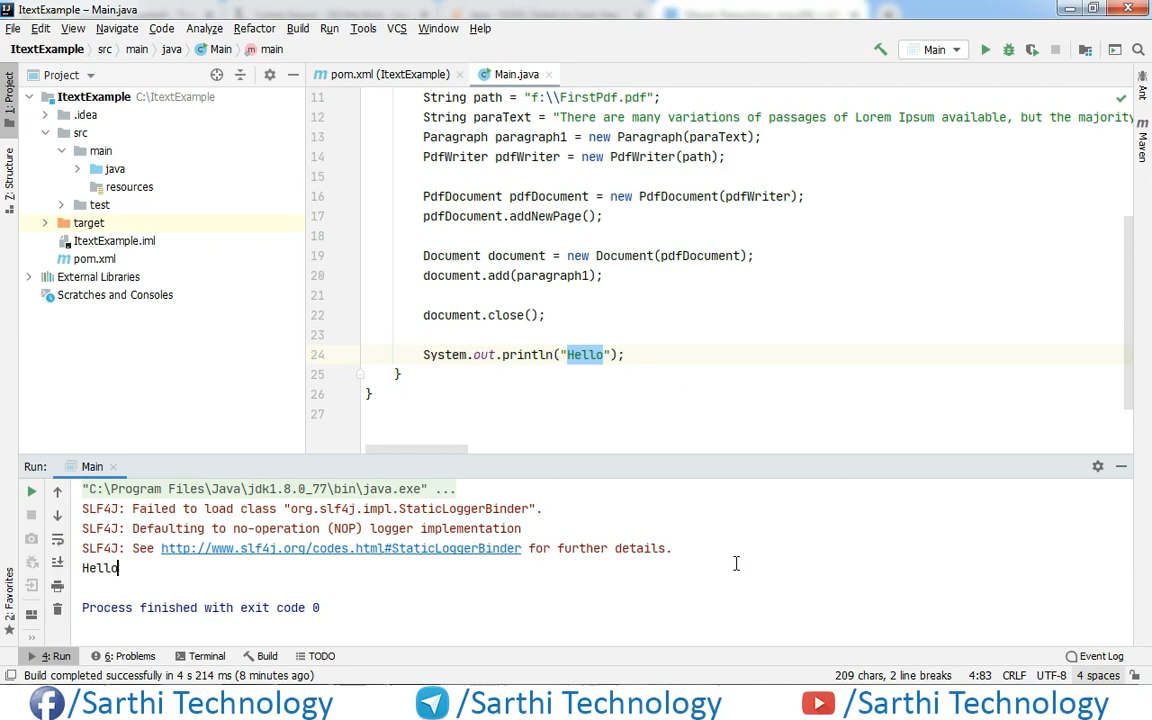 ItextExample – Main.java
File Edit View Navigate Code Analyze Refactor Build Run Tools VCS Window Help
ItextExample src main java Main main
Main
1: Project
Project
pom.xml (ItextExample)
Main.java
Ant
Maven
ItextExample C:\ItextExample
.idea
src
main
java
resources
test
target
ItextExample.iml
pom.xml
External Libraries
Scratches and Consoles
7: Structure
11 String path = "f:\\FirstPdf.pdf";
12 String paraText = "There are many variations of passages of Lorem Ipsum available, but the majority
13 Paragraph paragraph1 = new Paragraph(paraText);
14 PdfWriter pdfWriter = new PdfWriter(path);
15
16 PdfDocument pdfDocument = new PdfDocument(pdfWriter);
17 pdfDocument.addNewPage();
18
19 Document document = new Document(pdfDocument);
20 document.add(paragraph1);
21
22 document.close();
23
24 System.out.println("Hello");
25 }
26 }
27
Run: Main
"C:\Program Files\Java\jdk1.8.0_77\bin\java.exe" ...
SLF4J: Failed to load class "org.slf4j.impl.StaticLoggerBinder".
SLF4J: Defaulting to no-operation (NOP) logger implementation
SLF4J: See http://www.slf4j.org/codes.html#StaticLoggerBinder for further details.
Hello
Process finished with exit code 0
2: Favorites
4: Run 6: Problems Terminal Build TODO Event Log
Build completed successfully in 4 s 214 ms (8 minutes ago) 209 chars, 2 line breaks 4:83 CRLF UTF-8 4 spaces
/Sarthi Technology /Sarthi Technology /Sarthi Technology